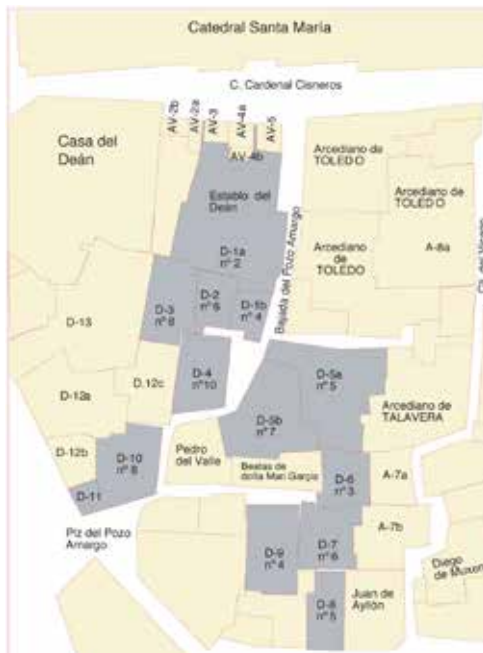 Catedral Santa María
C. Cardenal Cisneros
AV-2b
AV-2a
AV-3
AV-4a
AV-5
AV-4b
Casa del
Deán
Establo del
Deán
D-1a
nº 2
Bajada del Pozo Amargo
Arcediano de
TOLEDO
Arcediano de
TOLEDO
Arcediano de
TOLEDO
A-8a
D-3
nº 8
D-2
nº 6
D-1b
nº 4
D-13
D-4
nº10
D.12c
D-12a
D-5a
nº 5
D-5b
nº 7
Arcediano de
TALAVERA
D-12b
D-10
nº 8
D-11
Pedro
del Valle
Bestas de
doña Mari Garçia
D-6
nº 3
A-7a
A-7b
Plz del Pozo
Amargo
D-9
nº 4
D-7
nº 6
D-8
nº 5
Juan de
Ayllón
Diego